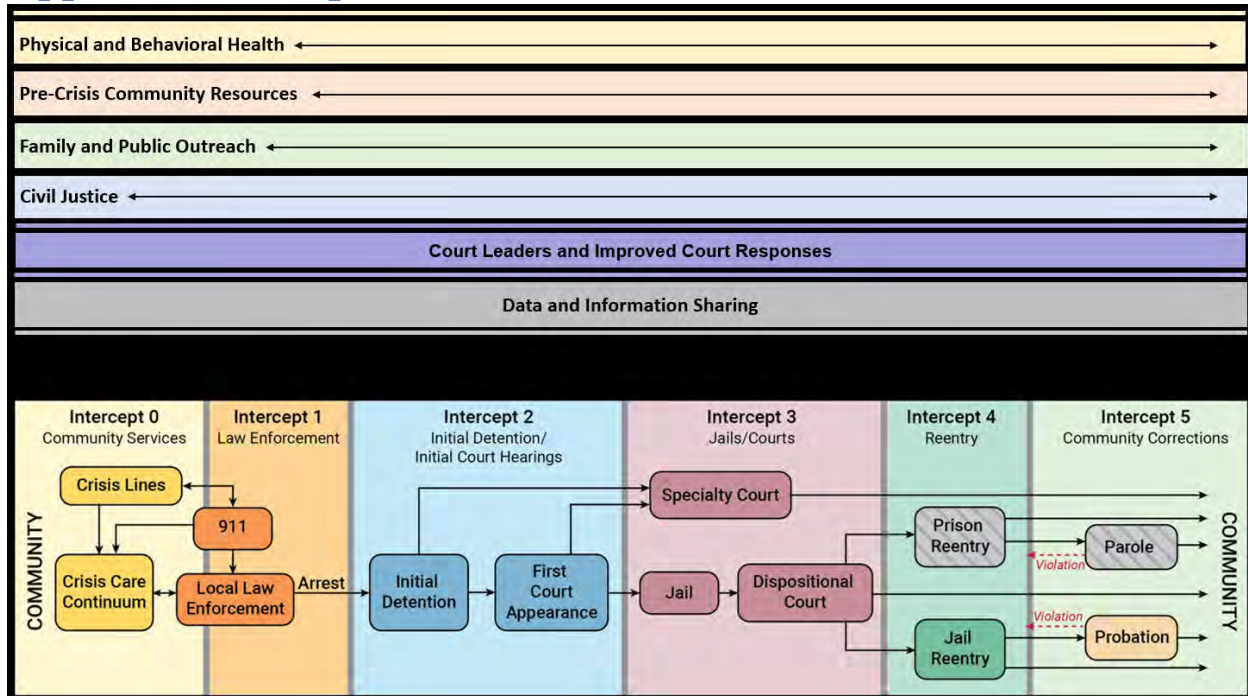 Physical and Behavioral Health
Pre-Crisis Community Resources
Family and Public Outreach
Civil Justice
Court Leaders and Improved Court Responses
Data and Information Sharing
Intercept 0
Community Services
Intercept 1
Law Enforcement
Intercept 2
Initial Detention/
Initial Court Hearings
Intercept 3
Jails/Courts
Intercept 4
Reentry
Intercept 5
Community Corrections
COMMUNITY
Crisis Lines
911
Crisis Care
Continuum
Local Law
Enforcement
Arrest
Initial
Detention
First
Court
Appearance
Specialty Court
Jail
Dispositional
Court
Prison
Reentry
Violation
Parole
Jail
Reentry
Violation
Probation
COMMUNITY